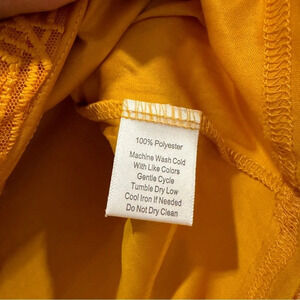 100% Polyester
Machine Wash Cold
With Like Colors
Gentle Cycle
Tumble Dry Low
Cool Iron If Needed
Do Not Dry Clean